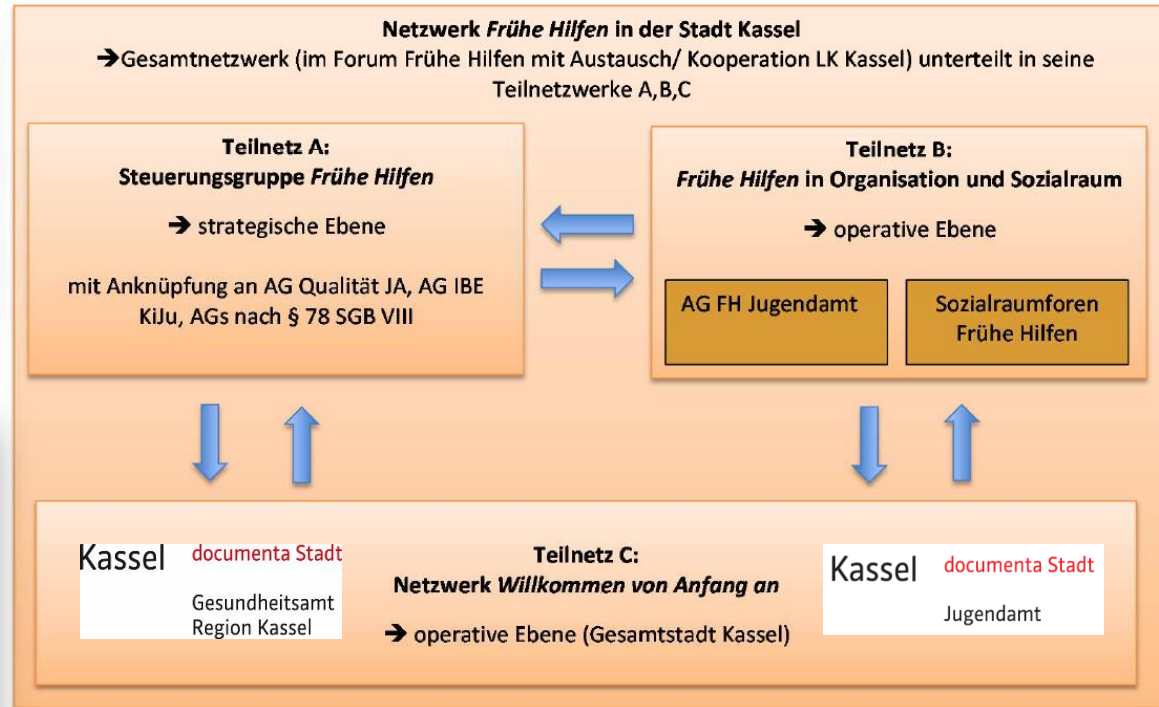 Netzwerk Frühe Hilfen in der Stadt Kassel
➔Gesamtnetzwerk (im Forum Frühe Hilfen mit Austausch/ Kooperation LK Kassel) unterteilt in seine
Teilnetzwerke A,B,C
Teilnetz A:
Steuerungsgruppe Frühe Hilfen
➔ strategische Ebene
mit Anknüpfung an AG Qualität JA, AG IBE
KiJu, AGs nach § 78 SGB VIII
Teilnetz B:
Frühe Hilfen in Organisation und Sozialraum
➔ operative Ebene
AG FH Jugendamt
Sozialraumforen
Frühe Hilfen
Kassel documenta Stadt
Gesundheitsamt
Region Kassel
Teilnetz C:
Netzwerk Willkommen von Anfang an
➔ operative Ebene (Gesamtstadt Kassel)
Kassel documenta Stadt
Jugendamt